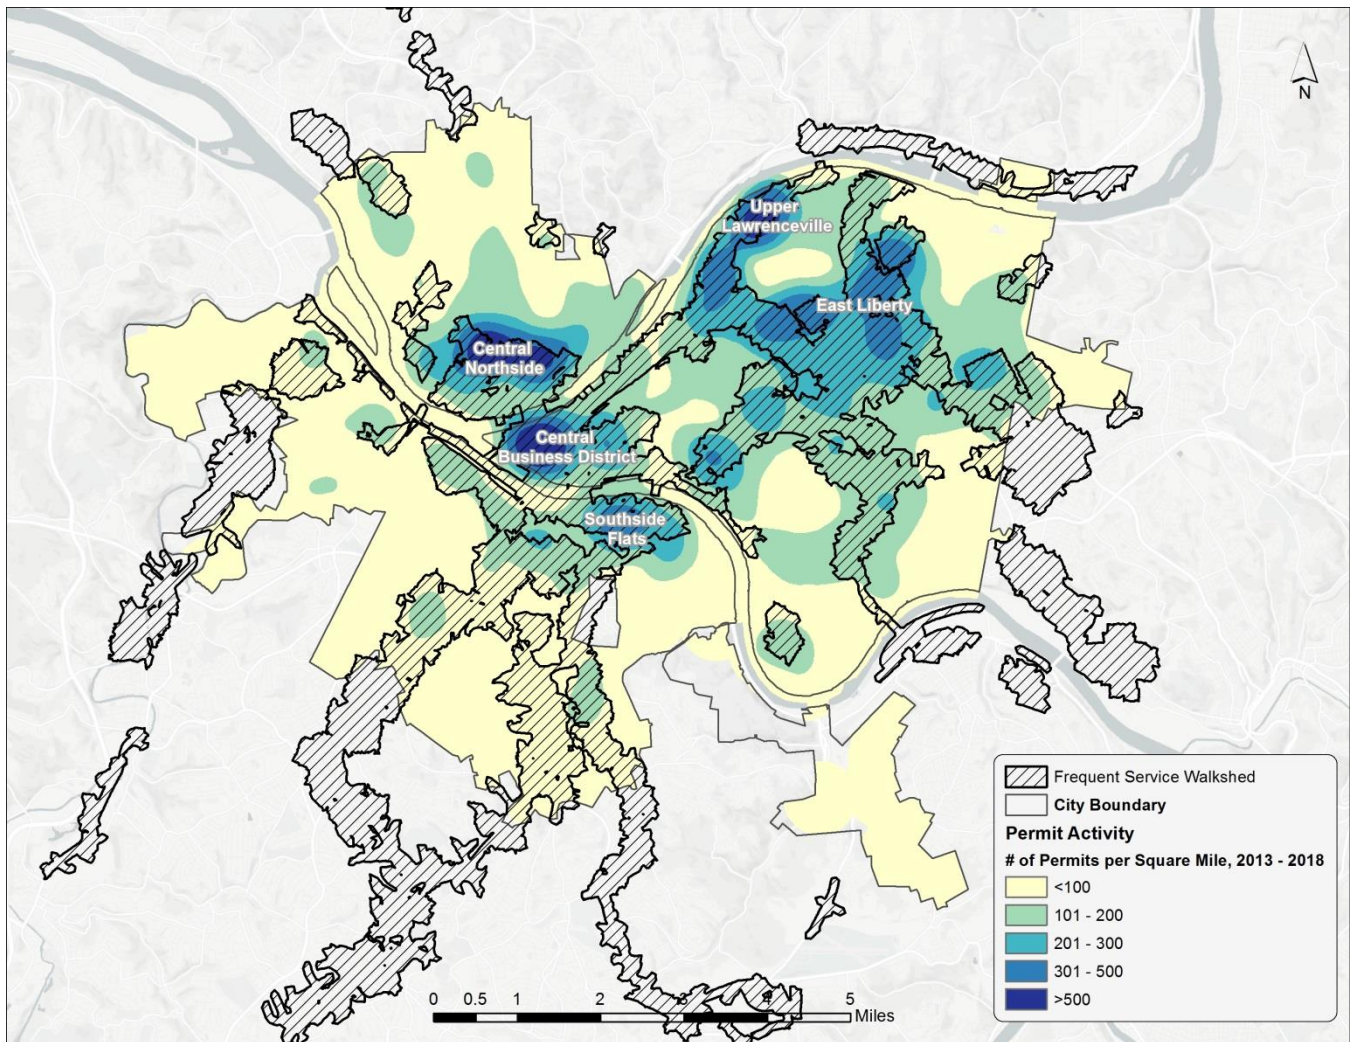 N
Upper
Lawrenceville
East Liberty
Central
Northside
Central
Business District
Southside
Flats
Frequent Service Walkshed
City Boundary
Permit Activity
# of Permits per Square Mile, 2013 - 2018
<100
101 - 200
201 - 300
301 - 500
>500
0 0.5 1 2 3 4 5
Miles